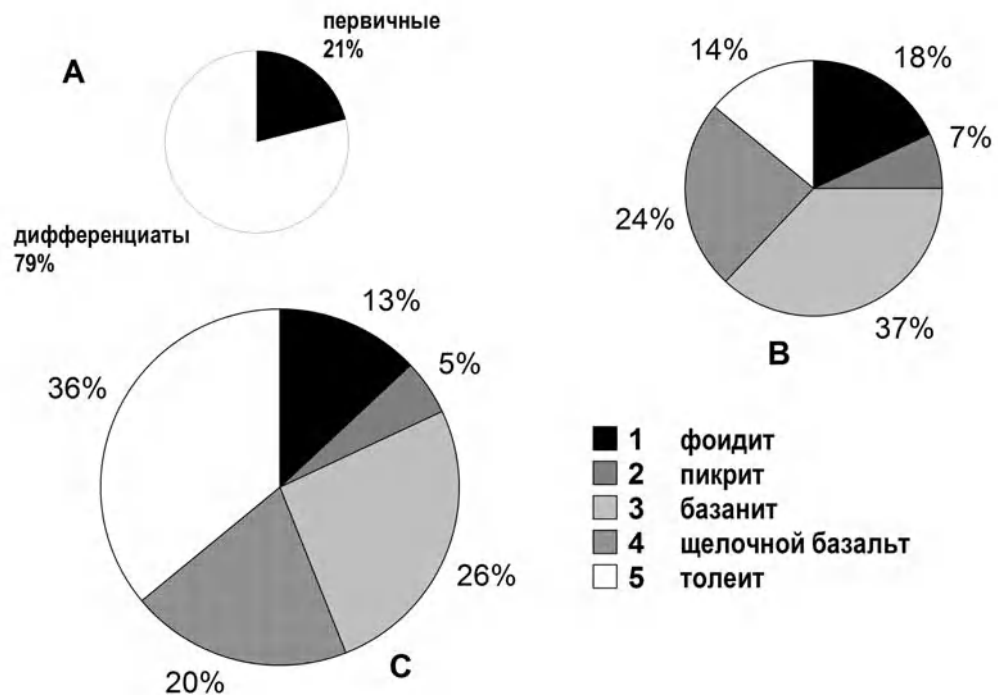 первичные
21%
A
дифференциаты
79%
14%
18%
7%
24%
37%
B
13%
5%
36%
26%
20%
C
1 фоидит
2 пикрит
3 базанит
4 щелочной базальт
5 толеит